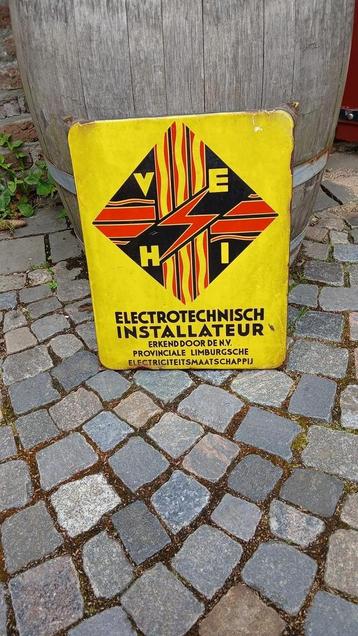 V E
H I
ELECTROTECHNISCH
INSTALLATEUR
ERKEND DOOR DE N.V.
PROVINCIALE LIMBURGSCHE
ELECTRICITEITSMAATSCHAPPIJ